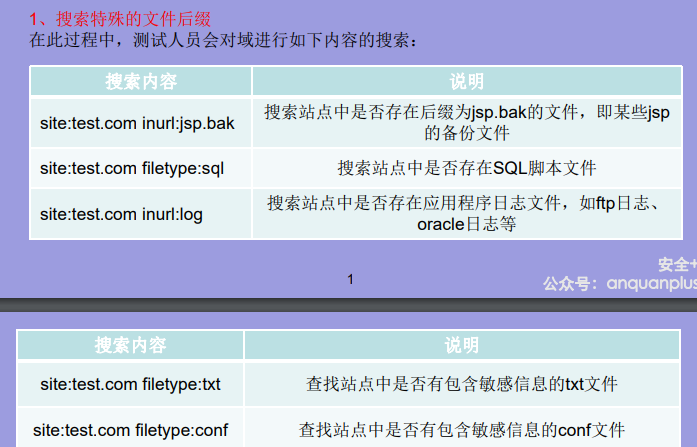 1、搜索特殊的文件后缀
在此过程中，测试人员会对域进行如下内容的搜索：
搜索内容 说明
site:test.com inurl:jsp.bak 搜索站点中是否存在后缀为jsp.bak的文件，即某些jsp
的备份文件
site:test.com filetype:sql 搜索站点中是否存在SQL脚本文件
site:test.com inurl:log 搜索站点中是否存在应用程序日志文件，如ftp日志、
oracle日志等
1
安全+
公众号：anquanplus
搜索内容 说明
site:test.com filetype:txt 查找站点中是否有包含敏感信息的txt文件
site:test.com filetype:conf 查找站点中是否有包含敏感信息的conf文件